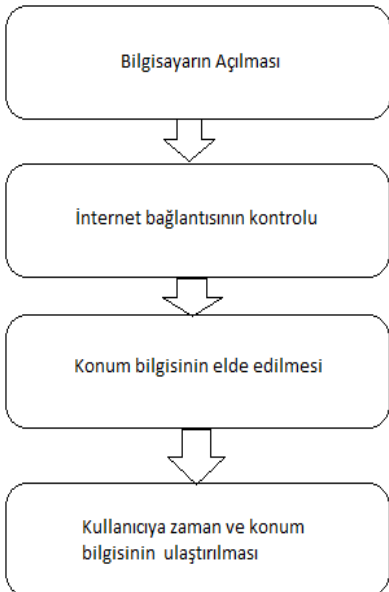 Bilgisayarın Açılması
İnternet bağlantısının kontrolu
Konum bilgisinin elde edilmesi
Kullanıcıya zaman ve konum
bilgisinin ulaştırılması